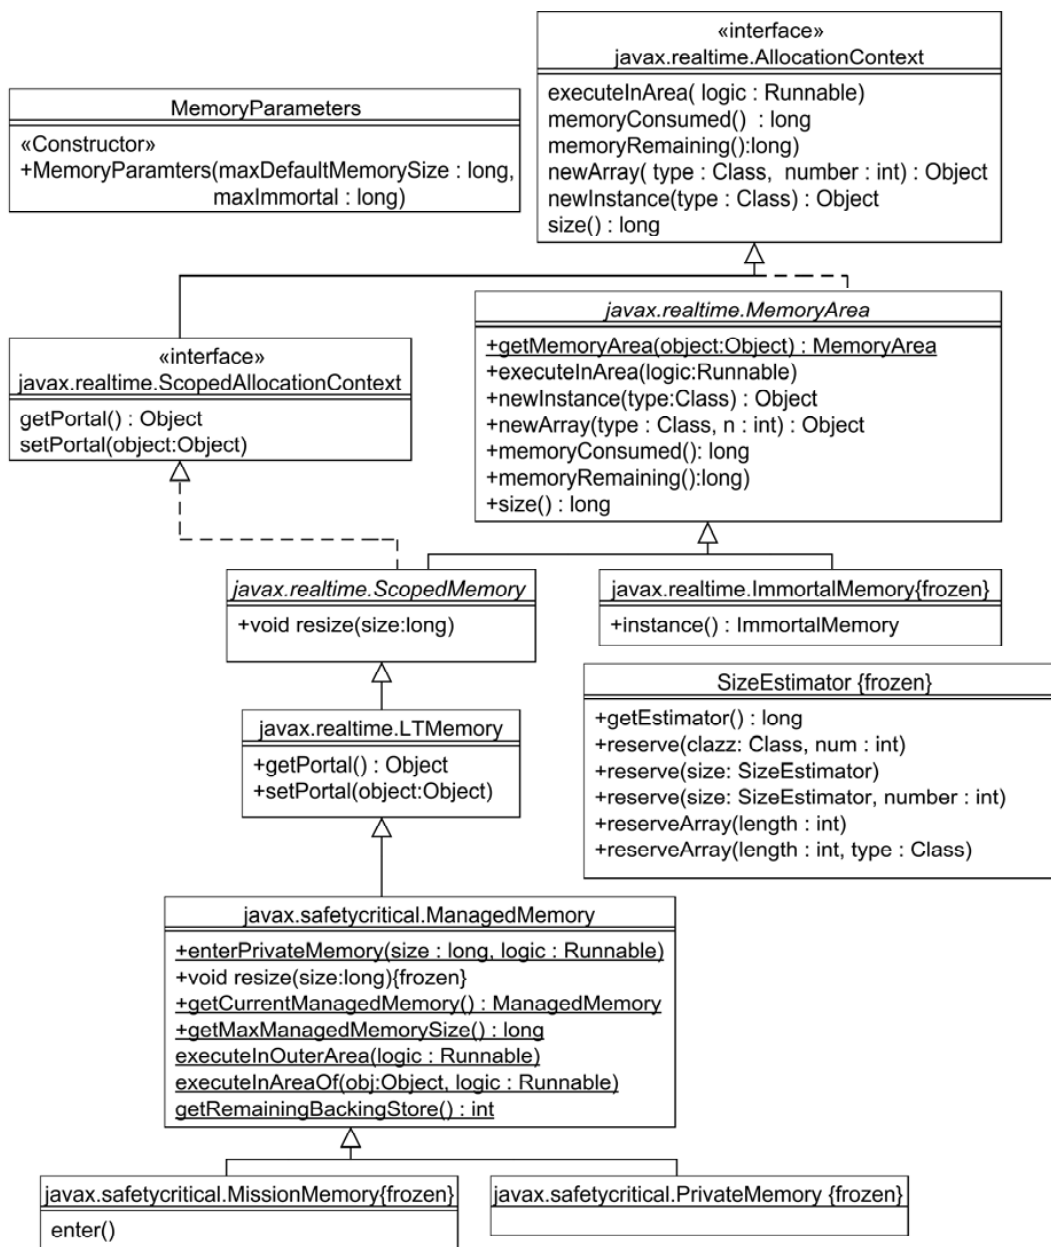 «interface»
javax.realtime.AllocationContext
executeInArea( logic : Runnable)
memoryConsumed() : long
memoryRemaining():long)
newArray( type : Class, number : int) : Object
newInstance(type : Class) : Object
size() : long
MemoryParameters
«Constructor»
+MemoryParamters(maxDefaultMemorySize : long,
maxImmortal : long)
javax.realtime.MemoryArea
+getMemoryArea(object:Object) : MemoryArea
+executeInArea(logic:Runnable)
+newInstance(type:Class) : Object
+newArray(type : Class, n : int) : Object
+memoryConsumed(): long
+memoryRemaining():long)
+size() : long
«interface»
javax.realtime.ScopedAllocationContext
getPortal() : Object
setPortal(object:Object)
javax.realtime.ScopedMemory
+void resize(size:long)
javax.realtime.ImmortalMemory{frozen}
+instance() : ImmortalMemory
SizeEstimator {frozen}
+getEstimator() : long
+reserve(clazz: Class, num : int)
+reserve(size: SizeEstimator)
+reserve(size: SizeEstimator, number : int)
+reserveArray(length : int)
+reserveArray(length : int, type : Class)
javax.realtime.LTMemory
+getPortal() : Object
+setPortal(object:Object)
javax.safetycritical.ManagedMemory
+enterPrivateMemory(size : long, logic : Runnable)
+void resize(size:long){frozen}
+getCurrentManagedMemory() : ManagedMemory
+getMaxManagedMemorySize() : long
executeInOuterArea(logic : Runnable)
executeInAreaOf(obj:Object, logic : Runnable)
getRemainingBackingStore() : int
javax.safetycritical.MissionMemory{frozen}
enter()
javax.safetycritical.PrivateMemory {frozen}